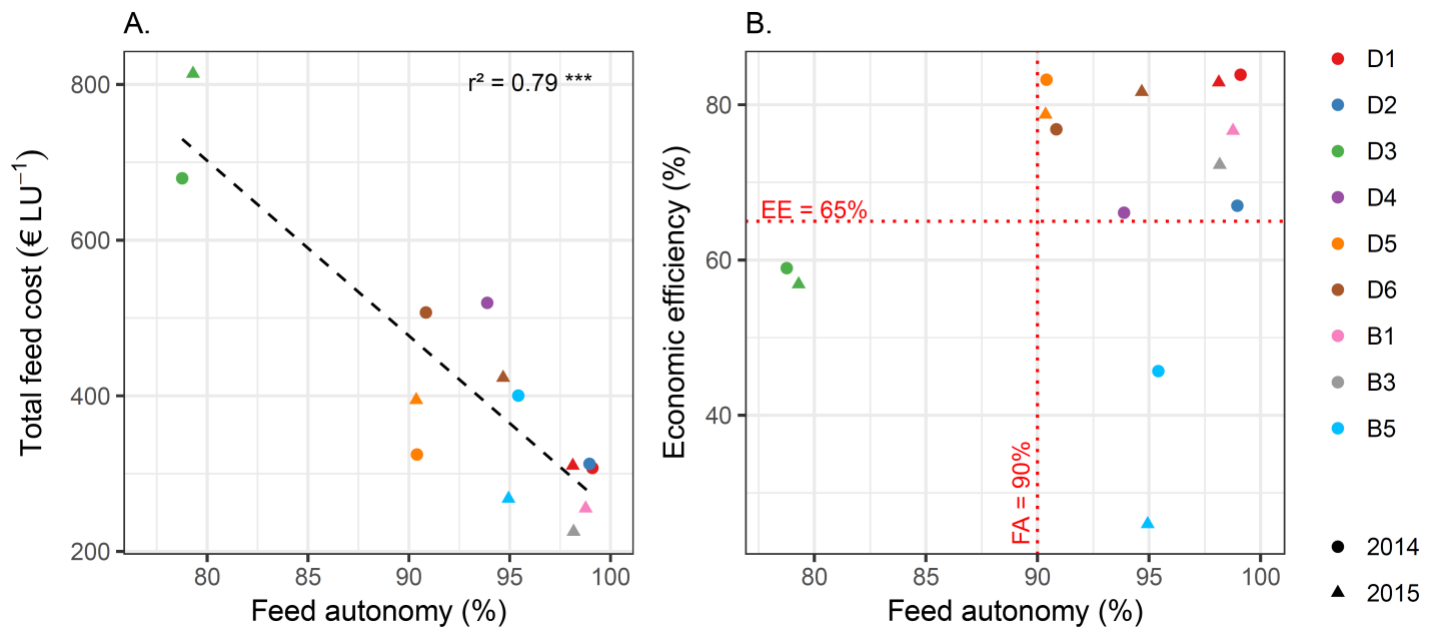 A.
r² = 0.79 ***
800
600
400
200
80
85
90
95
100
Total feed cost (€ LU⁻¹)
Feed autonomy (%)
B.
EE = 65%
FA = 90%
80
60
40
80
85
90
95
100
Economic efficiency (%)
Feed autonomy (%)
D1
D2
D3
D4
D5
D6
B1
B3
B5
2014
2015